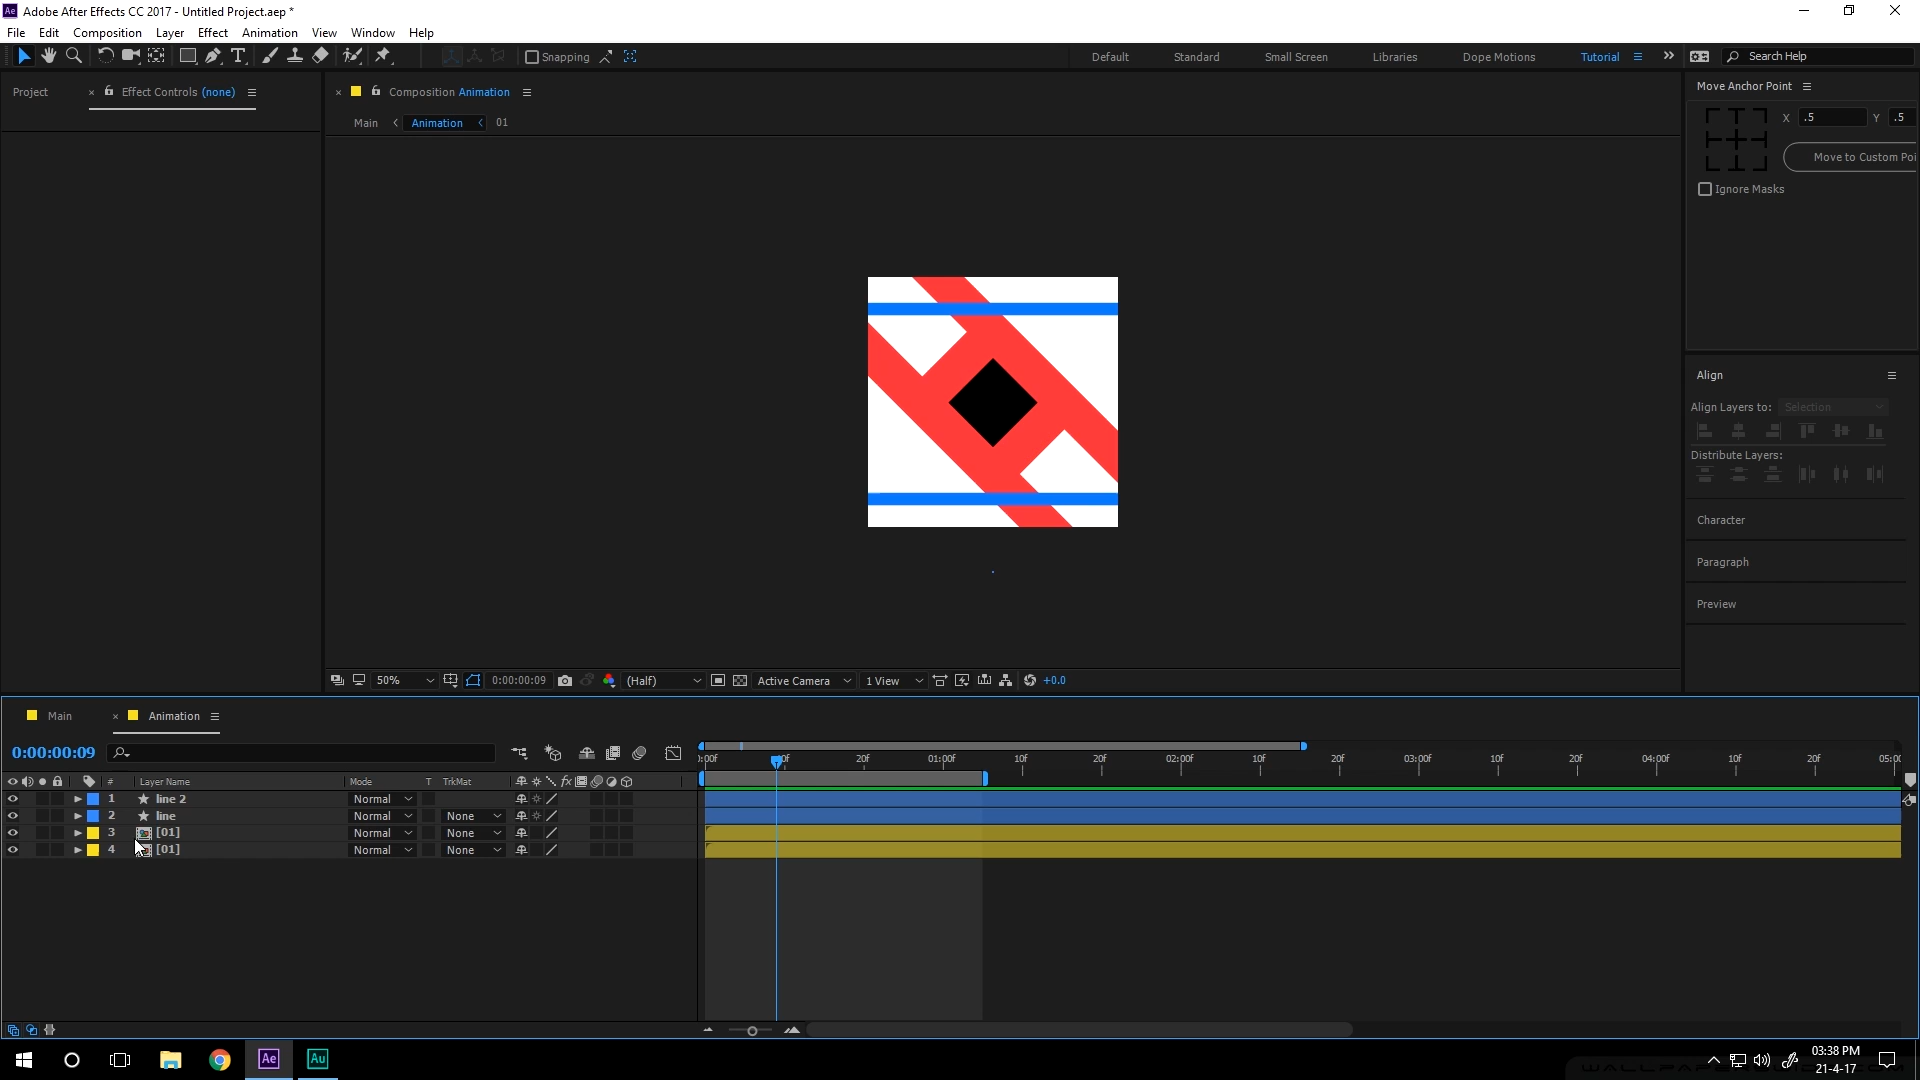 Ae Adobe After Effects CC 2017 - Untitled Project.aep *
File Edit Composition Layer Effect Animation View Window Help
Snapping Default Standard Small Screen Libraries Dope Motions Tutorial Search Help
Project Effect Controls (none) Composition Animation
Main Animation 01
Move Anchor Point
X .5 Y .5
Move to Custom Poi
Ignore Masks
Align
Align Layers to: Selection
Distribute Layers:
Character
Paragraph
Preview
50% 0:00:00:09 (Half) Active Camera 1 View +0.0
Main Animation
0:00:00:09
20f 01:00f 10f 20f 02:00f 10f 20f 03:00f 10f 20f 04:00f 10f 20f
# Layer Name Mode T TrkMat fx
1 line 2 Normal
2 line Normal None
3 [01] Normal None
4 [01] Normal None
Ae Au 03:38 PM
21-4-17